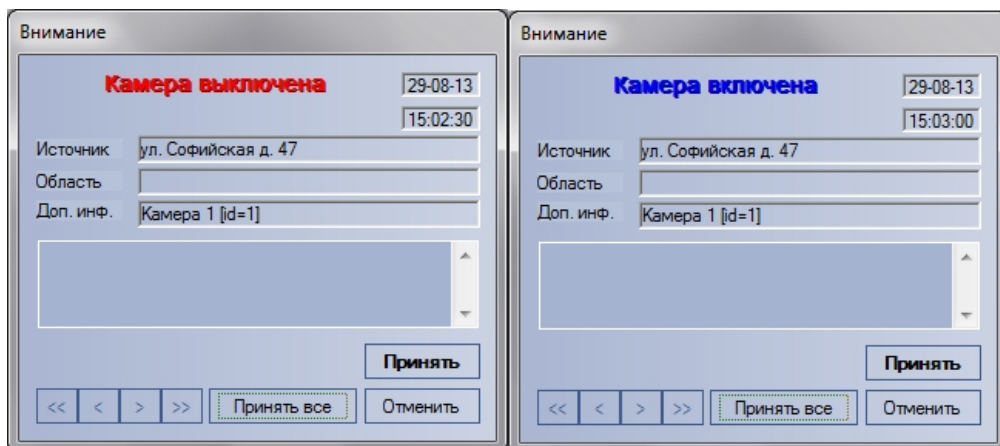 Внимание
Камера выключена
29-08-13
15:02:30
Источник ул. Софийская д. 47
Область
Доп. инф. Камера 1 [id=1]
Принять
<< < > >> Принять все Отменить
Внимание
Камера включена
29-08-13
15:03:00
Источник ул. Софийская д. 47
Область
Доп. инф. Камера 1 [id=1]
Принять
<< < > >> Принять все Отменить